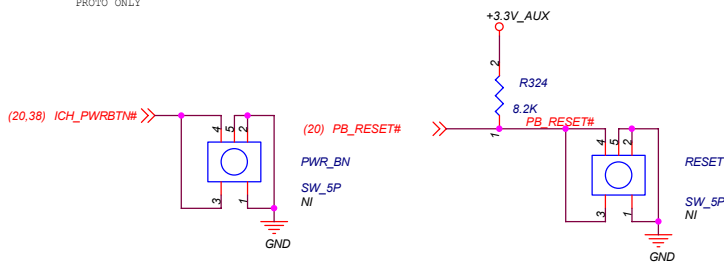 PROTO ONLY
+3.3V_AUX
2
R324
8.2K
(20,38) ICH_PWRBTN#
(20) PB_RESET#
1
PB_RESET#
4
5
2
PWR_BN
SW_5P
NI
3
1
GND
4
5
2
RESET
SW_5P
NI
3
1
GND